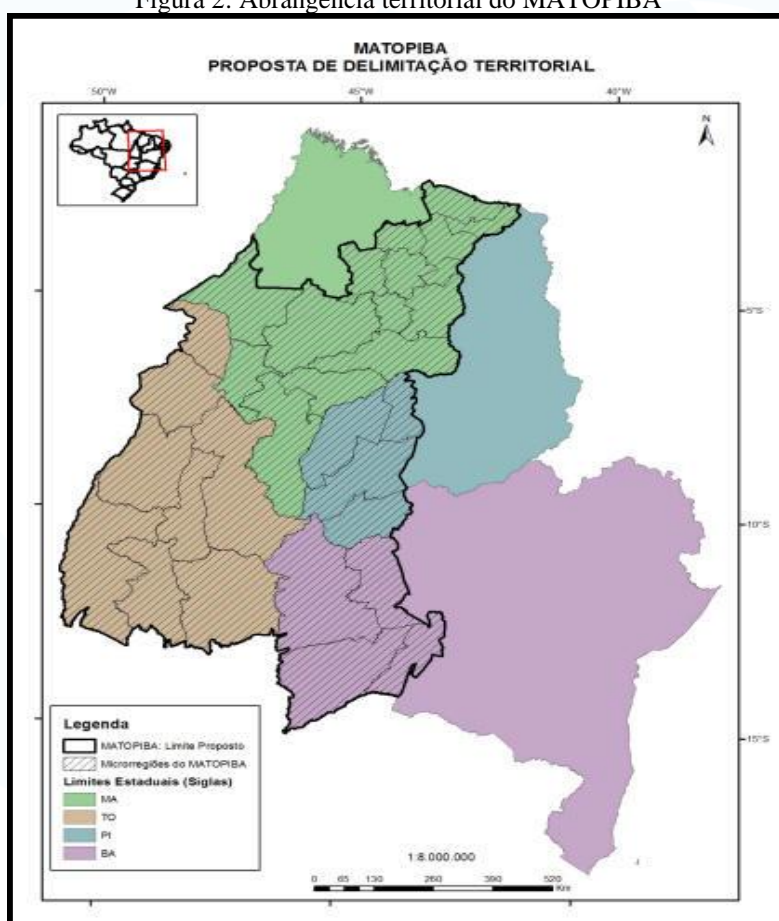 Figura 2: Abrangência territorial do MATOPIBA
MATOPIBA
PROPOSTA DE DELIMITAÇÃO TERRITORIAL
50°W
45°W
40°W
N
5°S
10°S
15°S
Legenda
MATOPIBA: Limite Proposto
Microrregiões do MATOPIBA
Limites Estaduais (Siglas)
MA
TO
PI
BA
1:8.000.000
0 65 130 260 390 520
Km